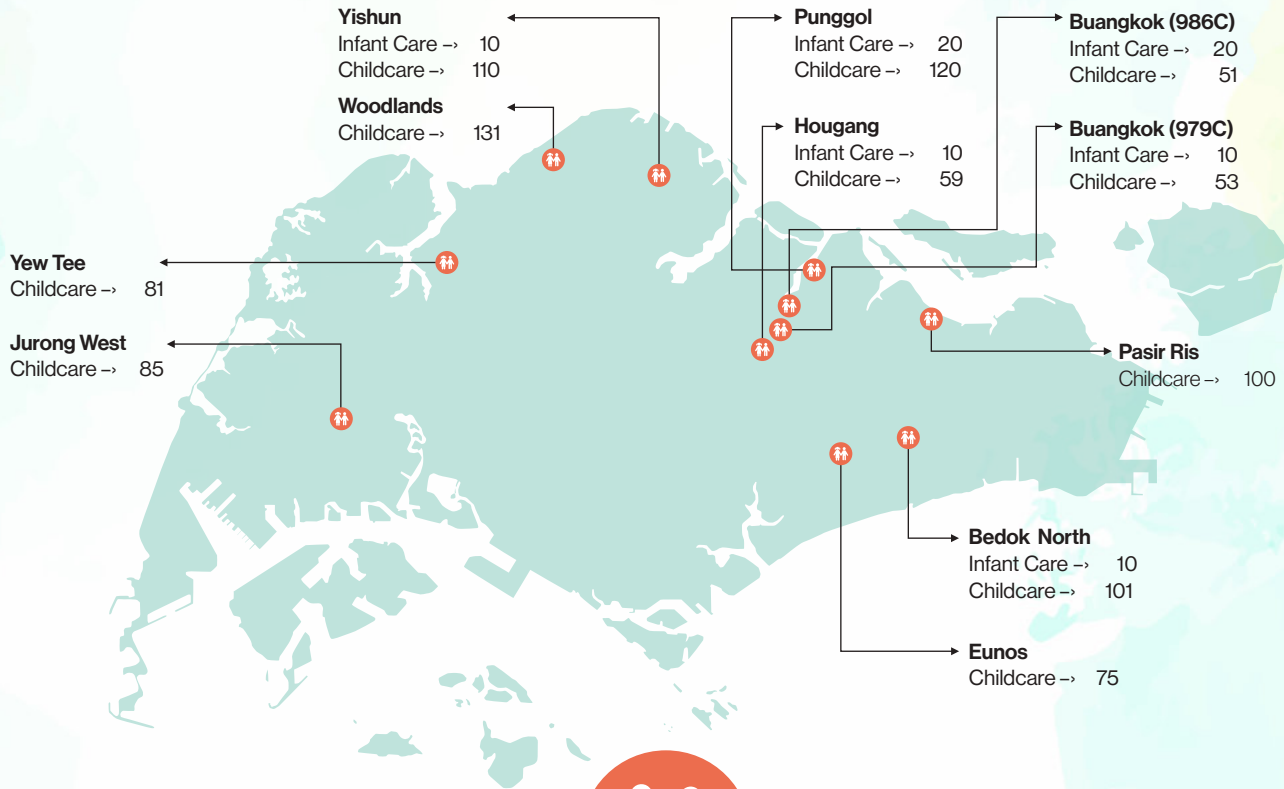 Yishun
Infant Care –› 10
Childcare –› 110
Woodlands
Childcare –› 131
Punggol
Infant Care –› 20
Childcare –› 120
Hougang
Infant Care –› 10
Childcare –› 59
Buangkok (986C)
Infant Care –› 20
Childcare –› 51
Buangkok (979C)
Infant Care –› 10
Childcare –› 53
Yew Tee
Childcare –› 81
Jurong West
Childcare –› 85
Pasir Ris
Childcare –› 100
Bedok North
Infant Care –› 10
Childcare –› 101
Eunos
Childcare –› 75